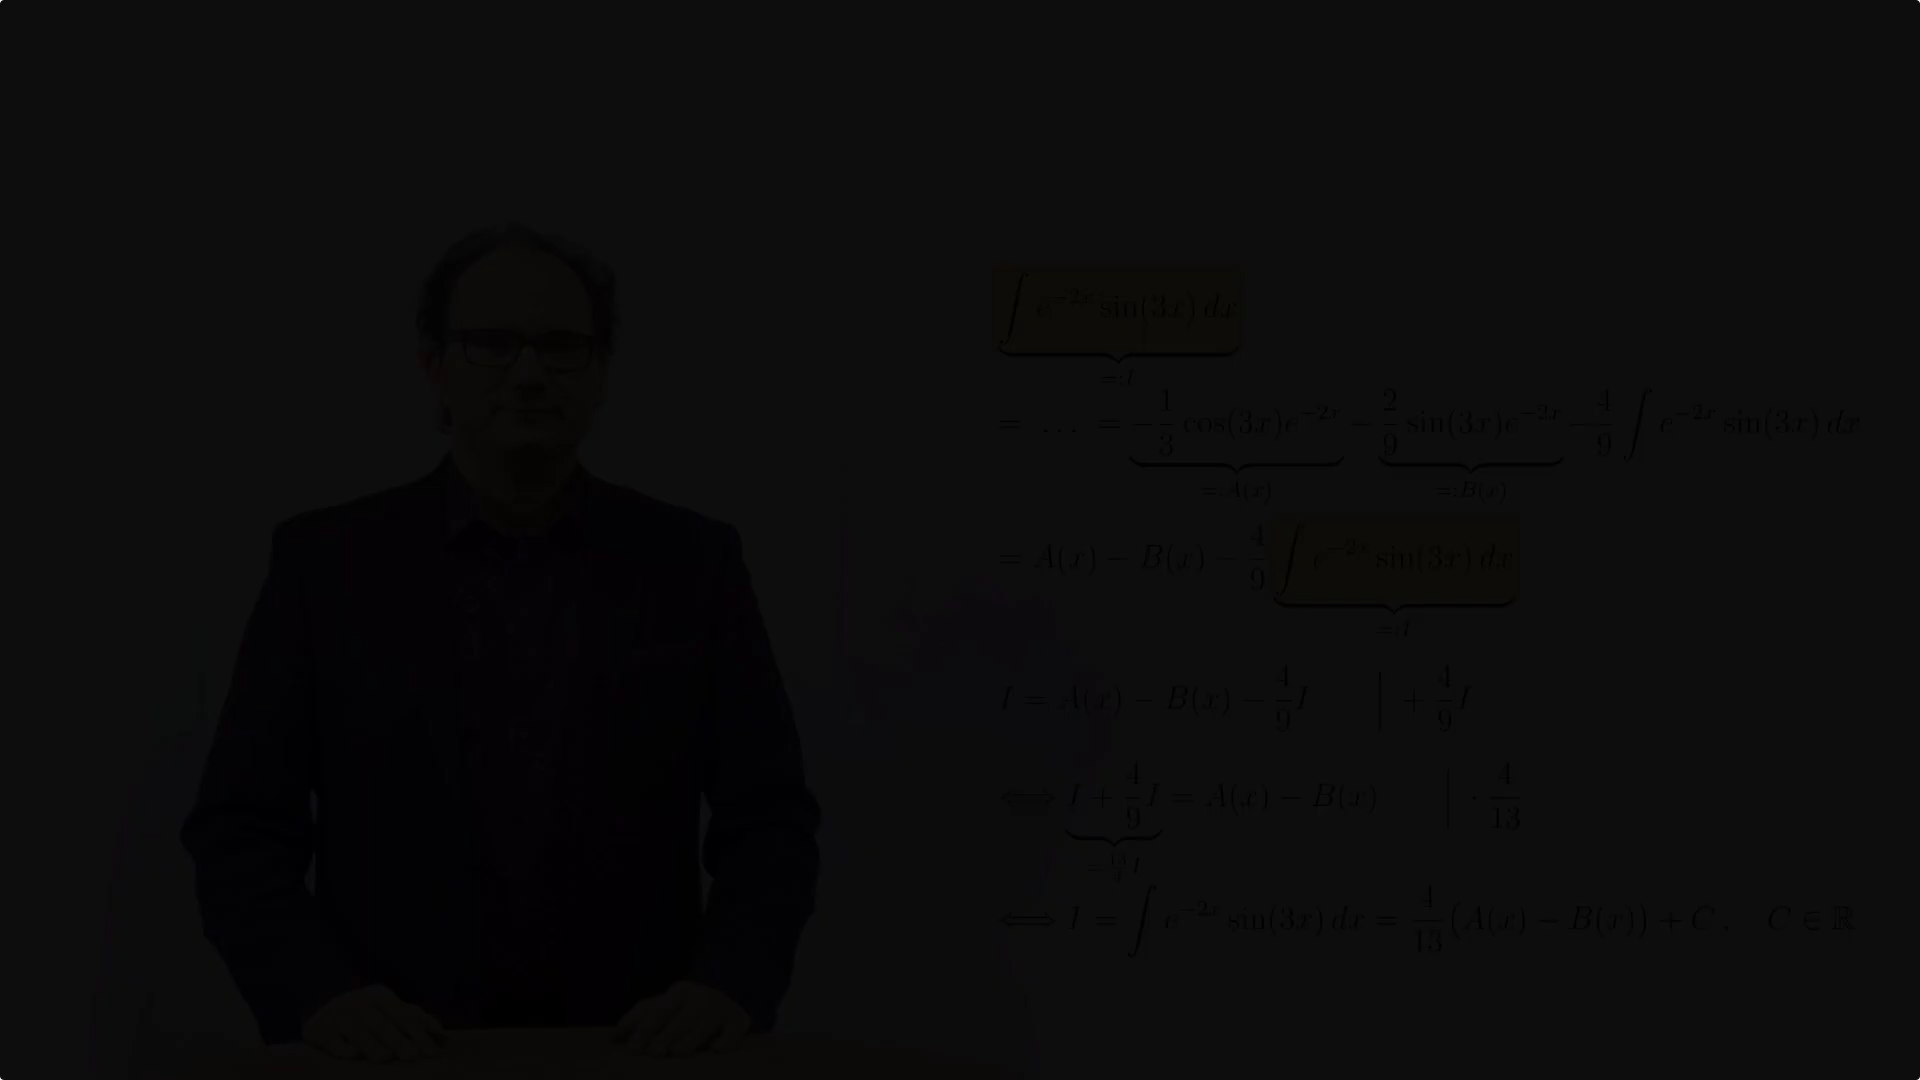 ∫ e^{-2x} sin(3x) dx
=:I
= … = -1/3 cos(3x)e^{-2x} - 2/9 sin(3x)e^{-2x} - 4/9 ∫ e^{-2x} sin(3x) dx
=:A(x) =:B(x)
= A(x) - B(x) - 4/9 ∫ e^{-2x} sin(3x) dx
=:I
I = A(x) - B(x) - 4/9 I | + 4/9 I
⟺ I + 4/9 I = A(x) - B(x) | · 4/13
⟺ I = ∫ e^{-2x} sin(3x) dx = 4/13 (A(x) - B(x)) + C , C ∈ ℝ